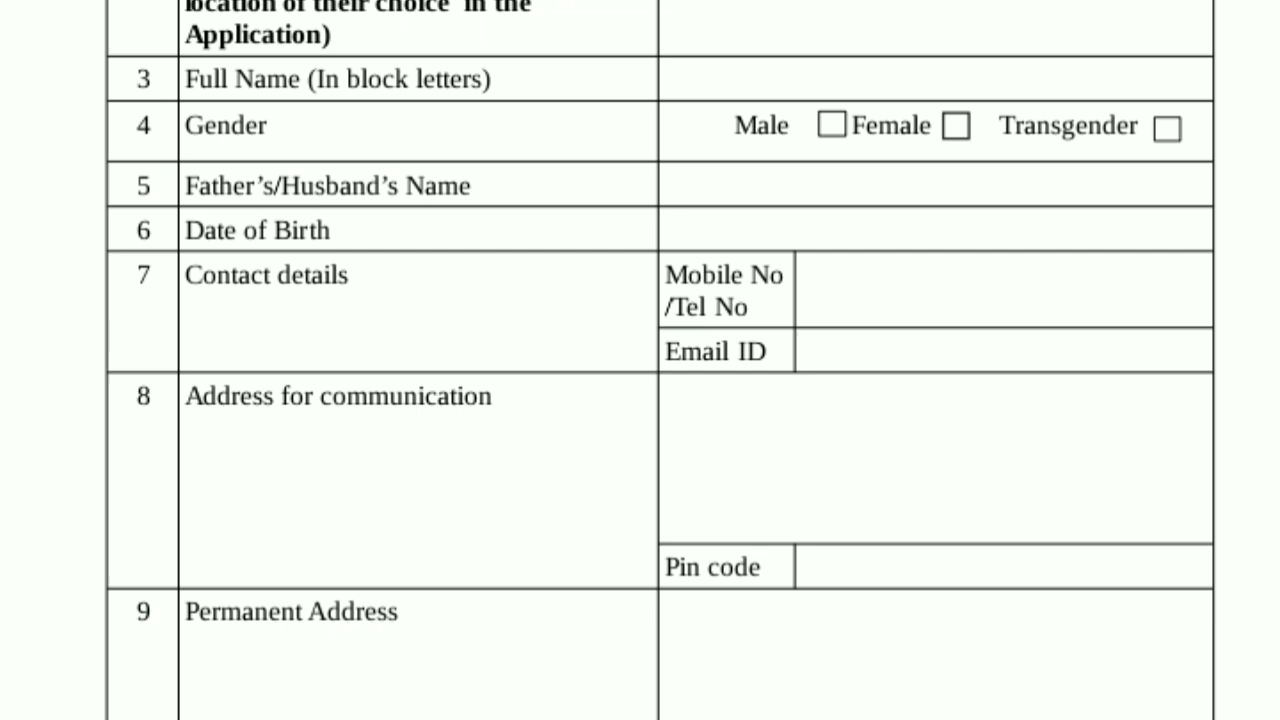 location of their choice in the
Application)
3 Full Name (In block letters)
4 Gender Male Female Transgender
5 Father’s/Husband’s Name
6 Date of Birth
7 Contact details Mobile No
/Tel No
Email ID
8 Address for communication
Pin code
9 Permanent Address